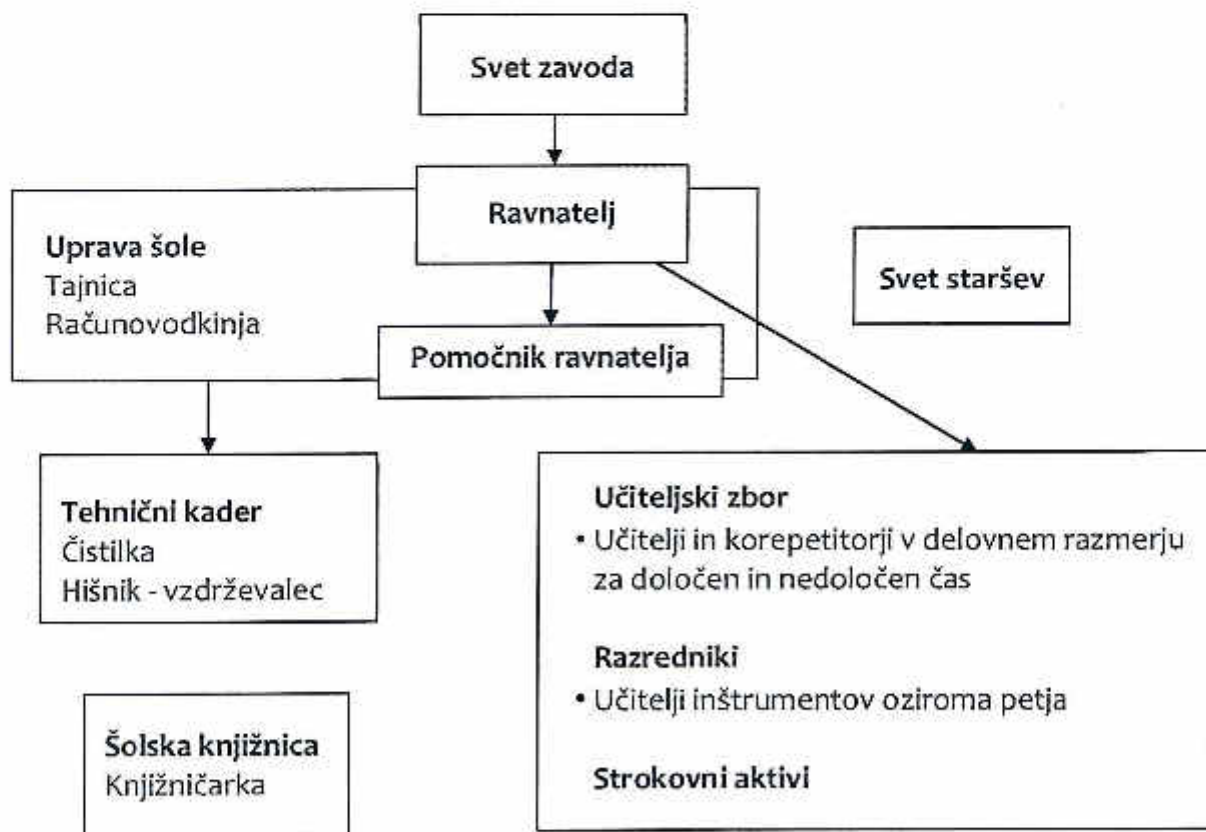 Svet zavoda
Ravnatelj
Uprava šole
Tajnica
Računovodkinja
Svet staršev
Pomočnik ravnatelja
Tehnični kader
Čistilka
Hišnik - vzdrževalec
Učiteljski zbor
• Učitelji in korepetitorji v delovnem razmerju
za določen in nedoločen čas
Razredniki
• Učitelji inštrumentov oziroma petja
Strokovni aktivi
Šolska knjižnica
Knjižničarka